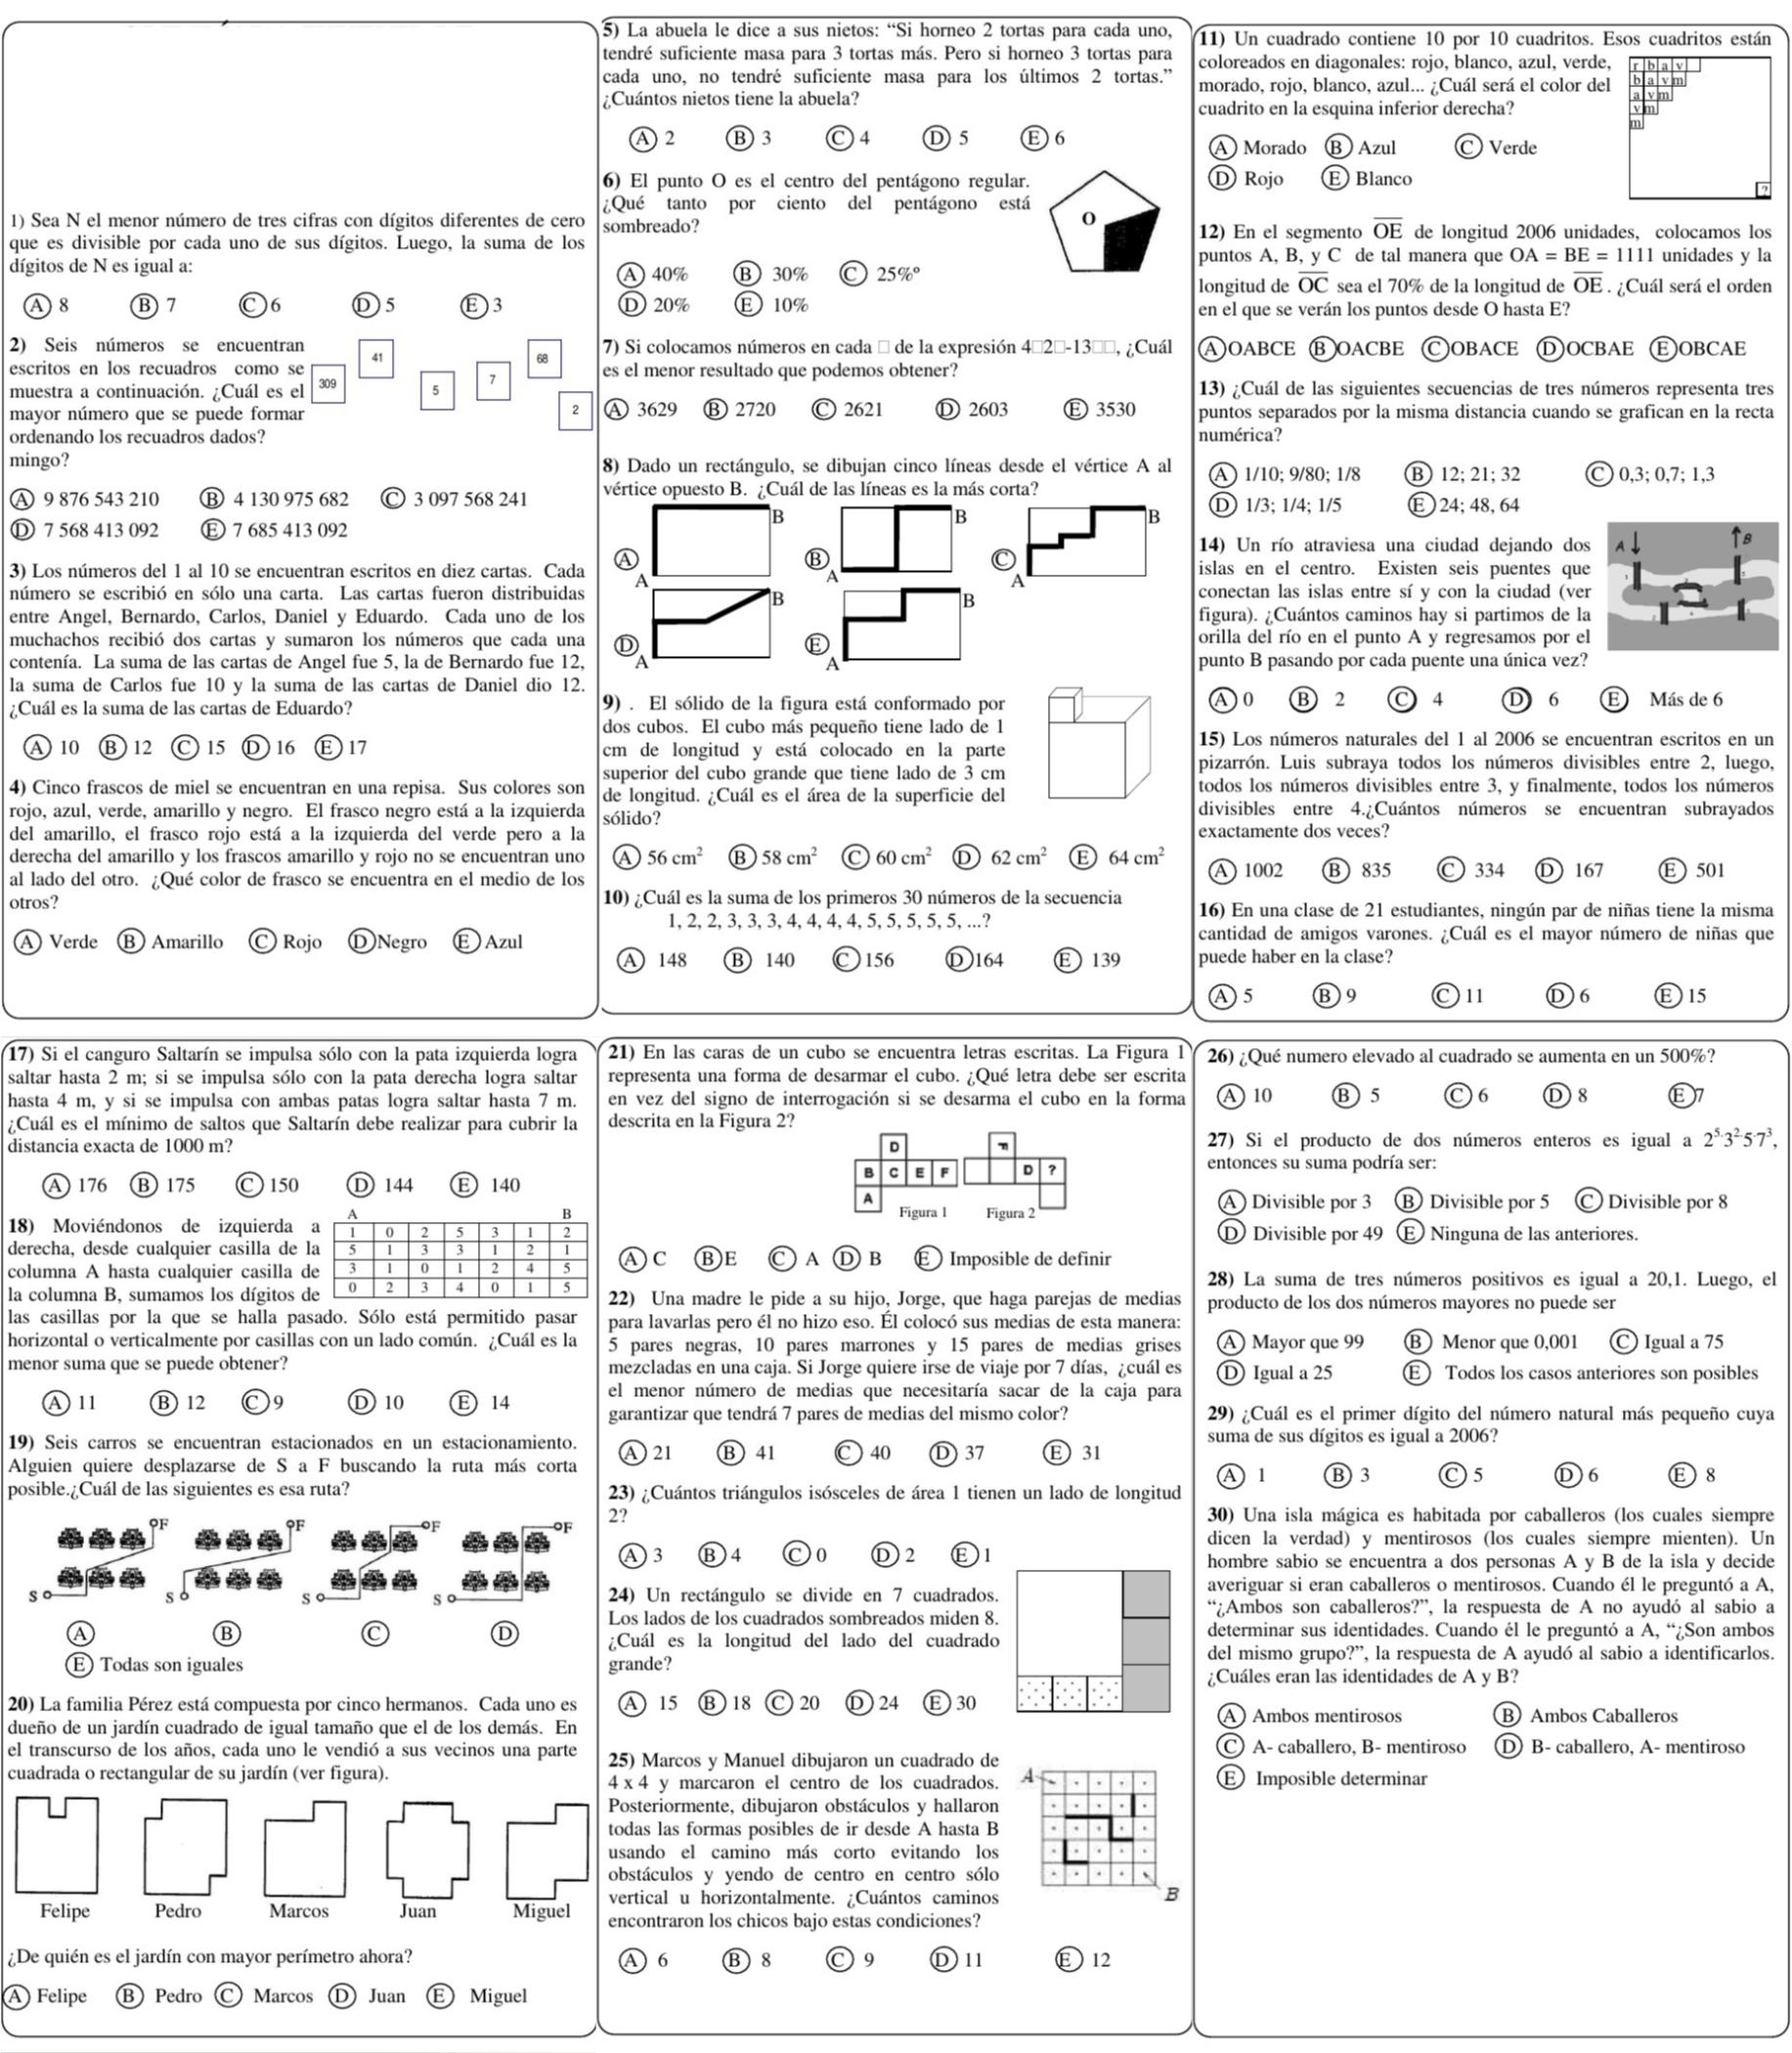 1) Sea N el menor número de tres cifras con dígitos diferentes de cero
que es divisible por cada uno de sus dígitos. Luego, la suma de los
dígitos de N es igual a:
A 8 B 7 C 6 D 5 E 3
2) Seis números se encuentran
escritos en los recuadros como se
muestra a continuación. ¿Cuál es el
mayor número que se puede formar
ordenando los recuadros dados?
mingo?
309 41 5 7 68 2
A 9 876 543 210 B 4 130 975 682 C 3 097 568 241
D 7 568 413 092 E 7 685 413 092
3) Los números del 1 al 10 se encuentran escritos en diez cartas. Cada
número se escribió en sólo una carta. Las cartas fueron distribuidas
entre Angel, Bernardo, Carlos, Daniel y Eduardo. Cada uno de los
muchachos recibió dos cartas y sumaron los números que cada una
contenía. La suma de las cartas de Angel fue 5, la de Bernardo fue 12,
la suma de Carlos fue 10 y la suma de las cartas de Daniel dio 12.
¿Cuál es la suma de las cartas de Eduardo?
A 10 B 12 C 15 D 16 E 17
4) Cinco frascos de miel se encuentran en una repisa. Sus colores son
rojo, azul, verde, amarillo y negro. El frasco negro está a la izquierda
del amarillo, el frasco rojo está a la izquierda del verde pero a la
derecha del amarillo y los frascos amarillo y rojo no se encuentran uno
al lado del otro. ¿Qué color de frasco se encuentra en el medio de los
otros?
A Verde B Amarillo C Rojo D Negro E Azul
5) La abuela le dice a sus nietos: “Si horneo 2 tortas para cada uno,
tendré suficiente masa para 3 tortas más. Pero si horneo 3 tortas para
cada uno, no tendré suficiente masa para los últimos 2 tortas.”
¿Cuántos nietos tiene la abuela?
A 2 B 3 C 4 D 5 E 6
6) El punto O es el centro del pentágono regular.
¿Qué tanto por ciento del pentágono está
sombreado?
O
A 40% B 30% C 25%°
D 20% E 10%
7) Si colocamos números en cada □ de la expresión 4□2□-13□□, ¿Cuál
es el menor resultado que podemos obtener?
A 3629 B 2720 C 2621 D 2603 E 3530
8) Dado un rectángulo, se dibujan cinco líneas desde el vértice A al
vértice opuesto B. ¿Cuál de las líneas es la más corta?
A A B B A B C A B
D A B E A B
9) . El sólido de la figura está conformado por
dos cubos. El cubo más pequeño tiene lado de 1
cm de longitud y está colocado en la parte
superior del cubo grande que tiene lado de 3 cm
de longitud. ¿Cuál es el área de la superficie del
sólido?
A 56 cm² B 58 cm² C 60 cm² D 62 cm² E 64 cm²
10) ¿Cuál es la suma de los primeros 30 números de la secuencia
1, 2, 2, 3, 3, 3, 4, 4, 4, 4, 5, 5, 5, 5, 5, ...?
A 148 B 140 C 156 D 164 E 139
11) Un cuadrado contiene 10 por 10 cuadritos. Esos cuadritos están
coloreados en diagonales: rojo, blanco, azul, verde,
morado, rojo, blanco, azul... ¿Cuál será el color del
cuadrito en la esquina inferior derecha?
r b a v
b a v m
a v m
v m
m
?
A Morado B Azul C Verde
D Rojo E Blanco
12) En el segmento OE de longitud 2006 unidades, colocamos los
puntos A, B, y C de tal manera que OA = BE = 1111 unidades y la
longitud de OC sea el 70% de la longitud de OE . ¿Cuál será el orden
en el que se verán los puntos desde O hasta E?
A OABCE B OACBE C OBACE D OCBAE E OBCAE
13) ¿Cuál de las siguientes secuencias de tres números representa tres
puntos separados por la misma distancia cuando se grafican en la recta
numérica?
A 1/10; 9/80; 1/8 B 12; 21; 32 C 0,3; 0,7; 1,3
D 1/3; 1/4; 1/5 E 24; 48, 64
14) Un río atraviesa una ciudad dejando dos
islas en el centro. Existen seis puentes que
conectan las islas entre sí y con la ciudad (ver
figura). ¿Cuántos caminos hay si partimos de la
orilla del río en el punto A y regresamos por el
punto B pasando por cada puente una única vez?
A B
A 0 B 2 C 4 D 6 E Más de 6
15) Los números naturales del 1 al 2006 se encuentran escritos en un
pizarrón. Luis subraya todos los números divisibles entre 2, luego,
todos los números divisibles entre 3, y finalmente, todos los números
divisibles entre 4.¿Cuántos números se encuentran subrayados
exactamente dos veces?
A 1002 B 835 C 334 D 167 E 501
16) En una clase de 21 estudiantes, ningún par de niñas tiene la misma
cantidad de amigos varones. ¿Cuál es el mayor número de niñas que
puede haber en la clase?
A 5 B 9 C 11 D 6 E 15
17) Si el canguro Saltarín se impulsa sólo con la pata izquierda logra
saltar hasta 2 m; si se impulsa sólo con la pata derecha logra saltar
hasta 4 m, y si se impulsa con ambas patas logra saltar hasta 7 m.
¿Cuál es el mínimo de saltos que Saltarín debe realizar para cubrir la
distancia exacta de 1000 m?
A 176 B 175 C 150 D 144 E 140
18) Moviéndonos de izquierda a
derecha, desde cualquier casilla de la
columna A hasta cualquier casilla de
la columna B, sumamos los dígitos de
las casillas por la que se halla pasado. Sólo está permitido pasar
horizontal o verticalmente por casillas con un lado común. ¿Cuál es la
menor suma que se puede obtener?
A B
1 0 2 5 3 1 2
5 1 3 3 1 2 1
3 1 0 1 2 4 5
0 2 3 4 0 1 5
A 11 B 12 C 9 D 10 E 14
19) Seis carros se encuentran estacionados en un estacionamiento.
Alguien quiere desplazarse de S a F buscando la ruta más corta
posible.¿Cuál de las siguientes es esa ruta?
F F F F
S S S S
A B C D
E Todas son iguales
20) La familia Pérez está compuesta por cinco hermanos. Cada uno es
dueño de un jardín cuadrado de igual tamaño que el de los demás. En
el transcurso de los años, cada uno le vendió a sus vecinos una parte
cuadrada o rectangular de su jardín (ver figura).
Felipe Pedro Marcos Juan Miguel
¿De quién es el jardín con mayor perímetro ahora?
A Felipe B Pedro C Marcos D Juan E Miguel
21) En las caras de un cubo se encuentra letras escritas. La Figura 1
representa una forma de desarmar el cubo. ¿Qué letra debe ser escrita
en vez del signo de interrogación si se desarma el cubo en la forma
descrita en la Figura 2?
D F
B C E F D ?
A
Figura 1 Figura 2
A C B E C A D B E Imposible de definir
22) Una madre le pide a su hijo, Jorge, que haga parejas de medias
para lavarlas pero él no hizo eso. Él colocó sus medias de esta manera:
5 pares negras, 10 pares marrones y 15 pares de medias grises
mezcladas en una caja. Si Jorge quiere irse de viaje por 7 días, ¿cuál es
el menor número de medias que necesitaría sacar de la caja para
garantizar que tendrá 7 pares de medias del mismo color?
A 21 B 41 C 40 D 37 E 31
23) ¿Cuántos triángulos isósceles de área 1 tienen un lado de longitud
2?
A 3 B 4 C 0 D 2 E 1
24) Un rectángulo se divide en 7 cuadrados.
Los lados de los cuadrados sombreados miden 8.
¿Cuál es la longitud del lado del cuadrado
grande?
A 15 B 18 C 20 D 24 E 30
25) Marcos y Manuel dibujaron un cuadrado de
4 x 4 y marcaron el centro de los cuadrados.
Posteriormente, dibujaron obstáculos y hallaron
todas las formas posibles de ir desde A hasta B
usando el camino más corto evitando los
obstáculos y yendo de centro en centro sólo
vertical u horizontalmente. ¿Cuántos caminos
encontraron los chicos bajo estas condiciones?
A
B
A 6 B 8 C 9 D 11 E 12
26) ¿Qué numero elevado al cuadrado se aumenta en un 500%?
A 10 B 5 C 6 D 8 E 7
27) Si el producto de dos números enteros es igual a 2⁵·3²·5·7³,
entonces su suma podría ser:
A Divisible por 3 B Divisible por 5 C Divisible por 8
D Divisible por 49 E Ninguna de las anteriores.
28) La suma de tres números positivos es igual a 20,1. Luego, el
producto de los dos números mayores no puede ser
A Mayor que 99 B Menor que 0,001 C Igual a 75
D Igual a 25 E Todos los casos anteriores son posibles
29) ¿Cuál es el primer dígito del número natural más pequeño cuya
suma de sus dígitos es igual a 2006?
A 1 B 3 C 5 D 6 E 8
30) Una isla mágica es habitada por caballeros (los cuales siempre
dicen la verdad) y mentirosos (los cuales siempre mienten). Un
hombre sabio se encuentra a dos personas A y B de la isla y decide
averiguar si eran caballeros o mentirosos. Cuando él le preguntó a A,
“¿Ambos son caballeros?”, la respuesta de A no ayudó al sabio a
determinar sus identidades. Cuando él le preguntó a A, “¿Son ambos
del mismo grupo?”, la respuesta de A ayudó al sabio a identificarlos.
¿Cuáles eran las identidades de A y B?
A Ambos mentirosos B Ambos Caballeros
C A- caballero, B- mentiroso D B- caballero, A- mentiroso
E Imposible determinar